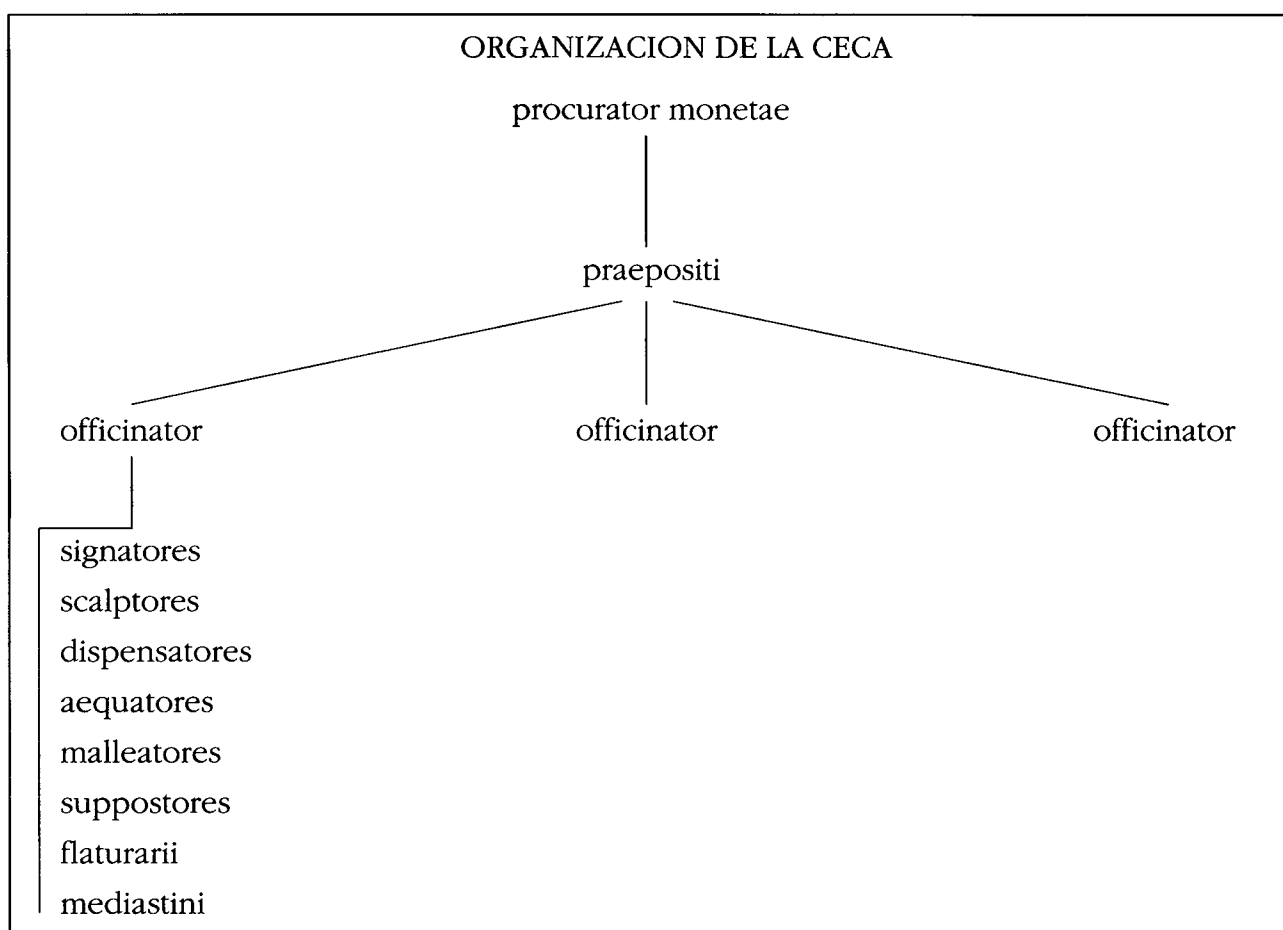 ORGANIZACION DE LA CECA
procurator monetae
praepositi
officinator officinator officinator
signatores
scalptores
dispensatores
aequatores
malleatores
suppostores
flaturarii
mediastini